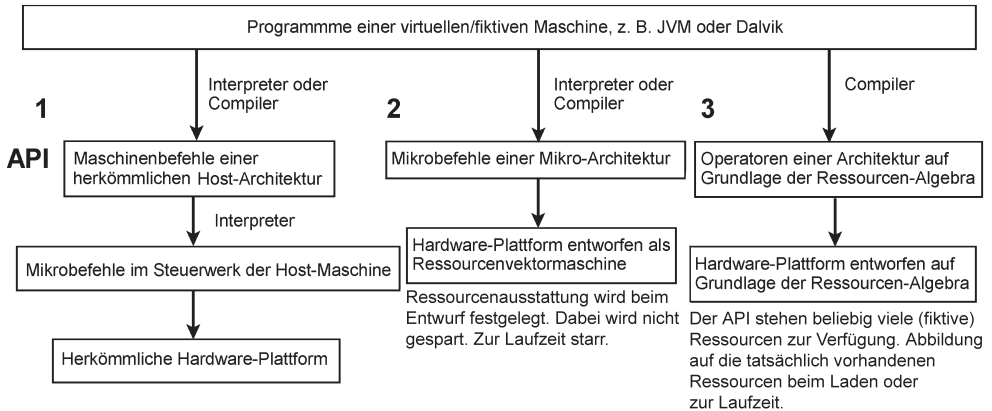 Programmme einer virtuellen/fiktiven Maschine, z. B. JVM oder Dalvik
1
Interpreter oder
Compiler
API
Maschinenbefehle einer
herkömmlichen Host-Architektur
Interpreter
Mikrobefehle im Steuerwerk der Host-Maschine
Herkömmliche Hardware-Plattform
2
Interpreter oder
Compiler
Mikrobefehle einer Mikro-Architektur
Hardware-Plattform entworfen als
Ressourcenvektormaschine
Ressourcenausstattung wird beim
Entwurf festgelegt. Dabei wird nicht
gespart. Zur Laufzeit starr.
3
Compiler
Operatoren einer Architektur auf
Grundlage der Ressourcen-Algebra
Hardware-Plattform entworfen auf
Grundlage der Ressourcen-Algebra
Der API stehen beliebig viele (fiktive)
Ressourcen zur Verfügung. Abbildung
auf die tatsächlich vorhandenen
Ressourcen beim Laden oder
zur Laufzeit.